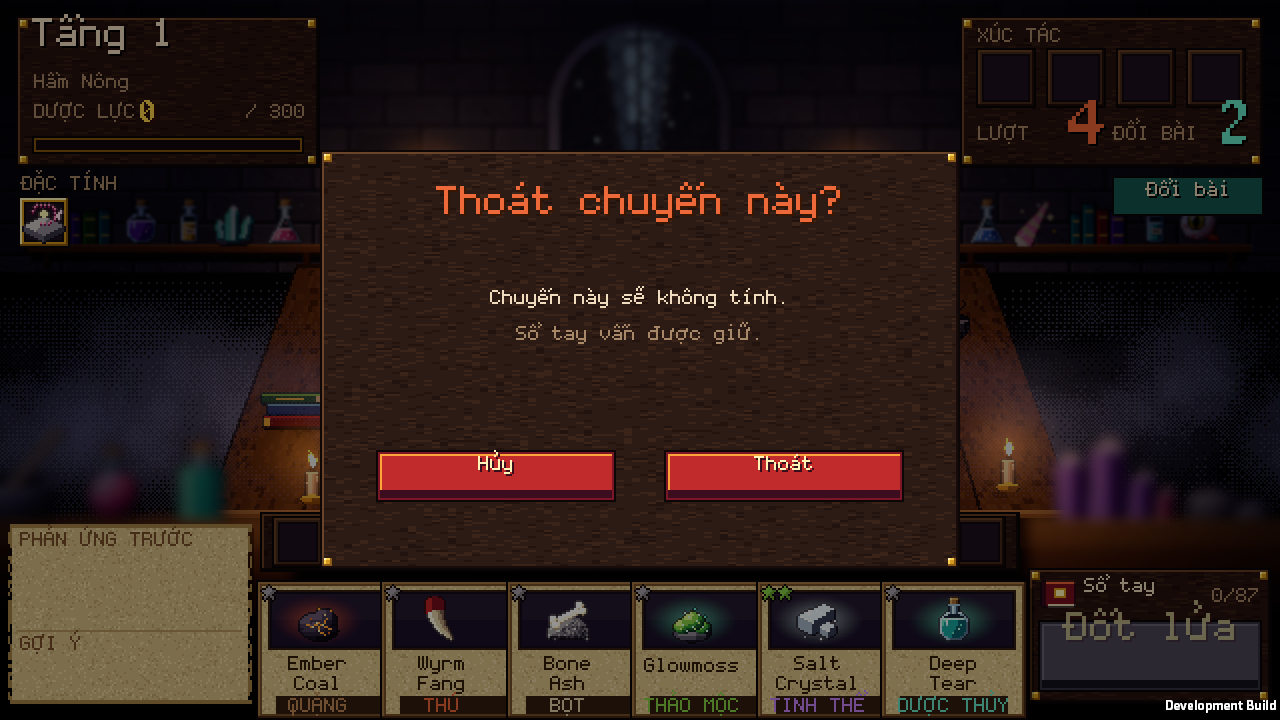 Tầng 1
Hầm Nông
DƯỢC LỰC 0 / 300
ĐẶC TÍNH
XÚC TÁC
LƯỢT 4 ĐỔI BÀI 2
Đổi bài
Thoát chuyến này?
Chuyến này sẽ không tính.
Sổ tay vẫn được giữ.
Hủy
Thoát
PHẢN ỨNG TRƯỚC
GỢI Ý
Ember Coal
QUẶNG
Wyrm Fang
THÚ
Bone Ash
BỘT
Glowmoss
THẢO MỘC
Salt Crystal
TINH THỂ
Deep Tear
DƯỢC THỦY
Sổ tay 0/87
Đốt lửa
Development Build